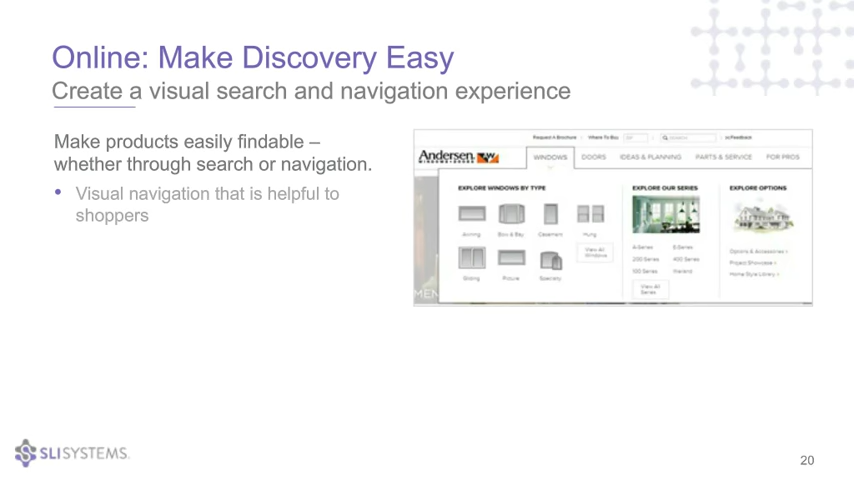 Online: Make Discovery Easy
Create a visual search and navigation experience
Make products easily findable –
whether through search or navigation.
• Visual navigation that is helpful to
shoppers
Request A Brochure
Where To Buy
Feedback
Andersen
WINDOWS
DOORS
IDEAS & PLANNING
PARTS & SERVICE
FOR PROS
EXPLORE WINDOWS BY TYPE
Awning
Bow & Bay
Casement
Hung
Sliding
Picture
Specialty
View All
Windows
EXPLORE OUR SERIES
A-Series
E-Series
200 Series
400 Series
100 Series
View All
Series
EXPLORE OPTIONS
Options & Accessories >
Project Showcase >
Home Style Library >
MEN
SLISYSTEMS.
20